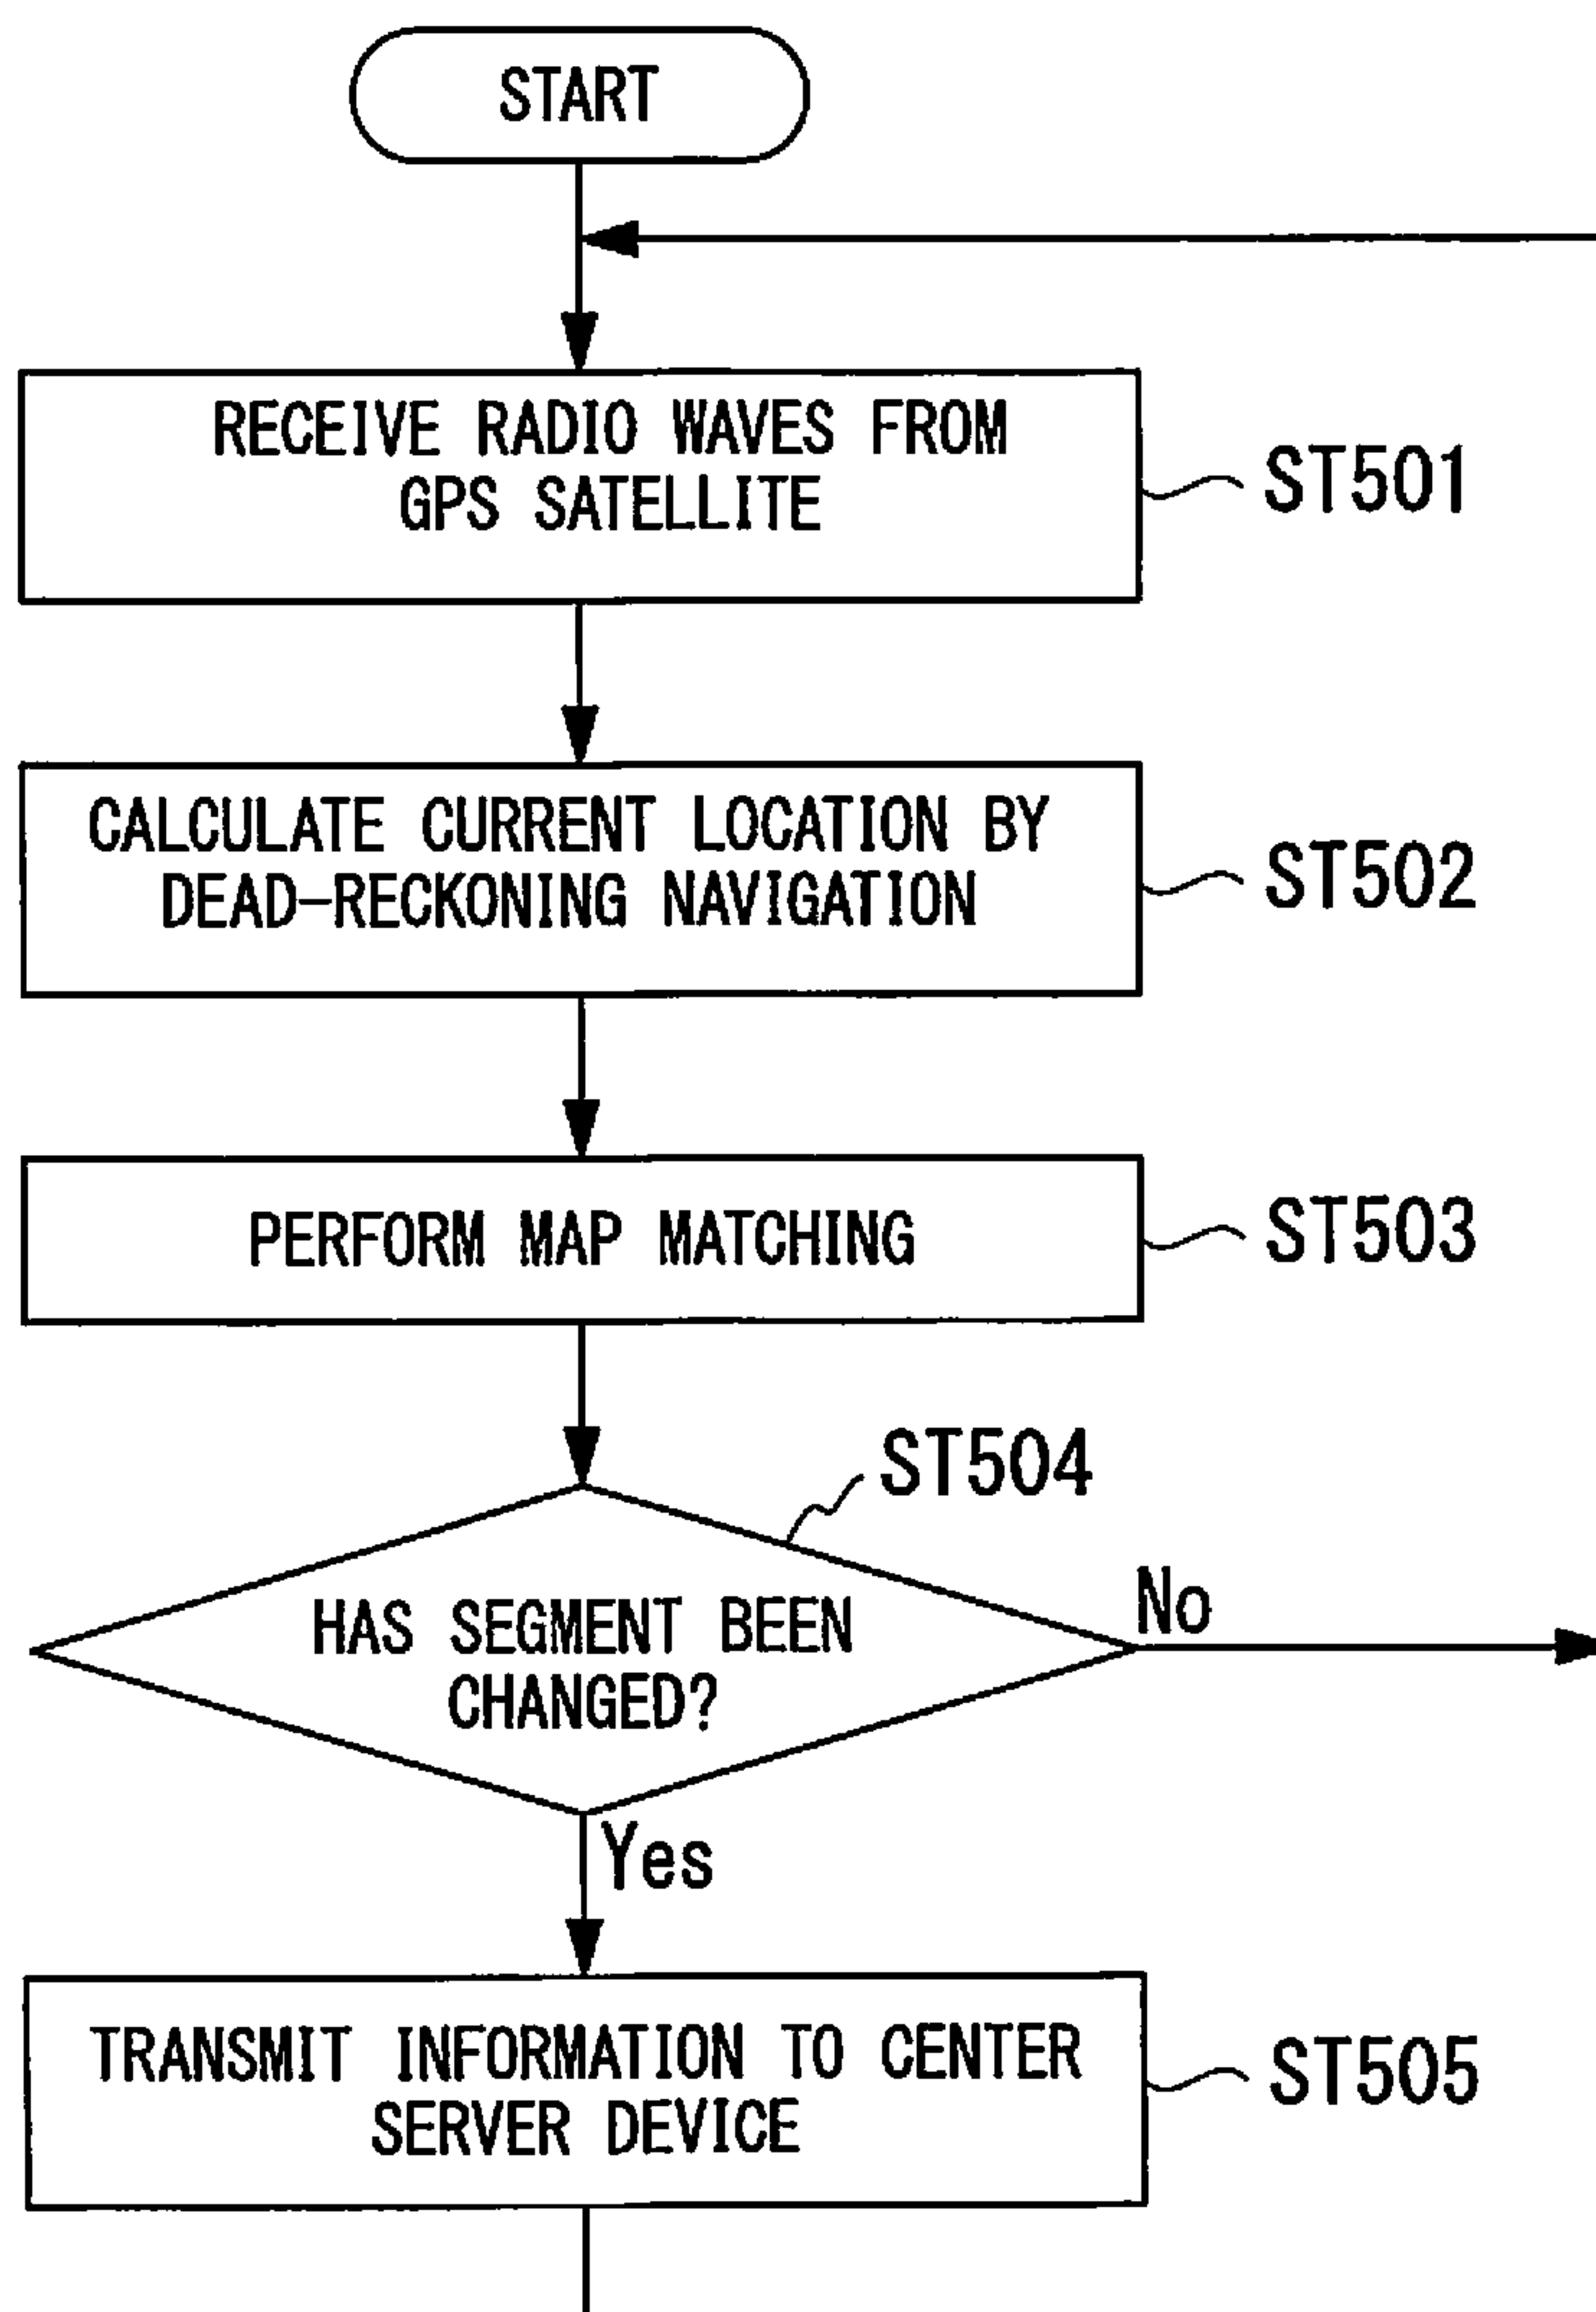 START
RECEIVE RADIO WAVES FROM
GPS SATELLITE
ST501
CALCULATE CURRENT LOCATION BY
DEAD-RECKONING NAVIGATION
ST502
PERFORM MAP MATCHING
ST503
ST504
HAS SEGMENT BEEN
CHANGED?
No
Yes
TRANSMIT INFORMATION TO CENTER
SERVER DEVICE
ST505